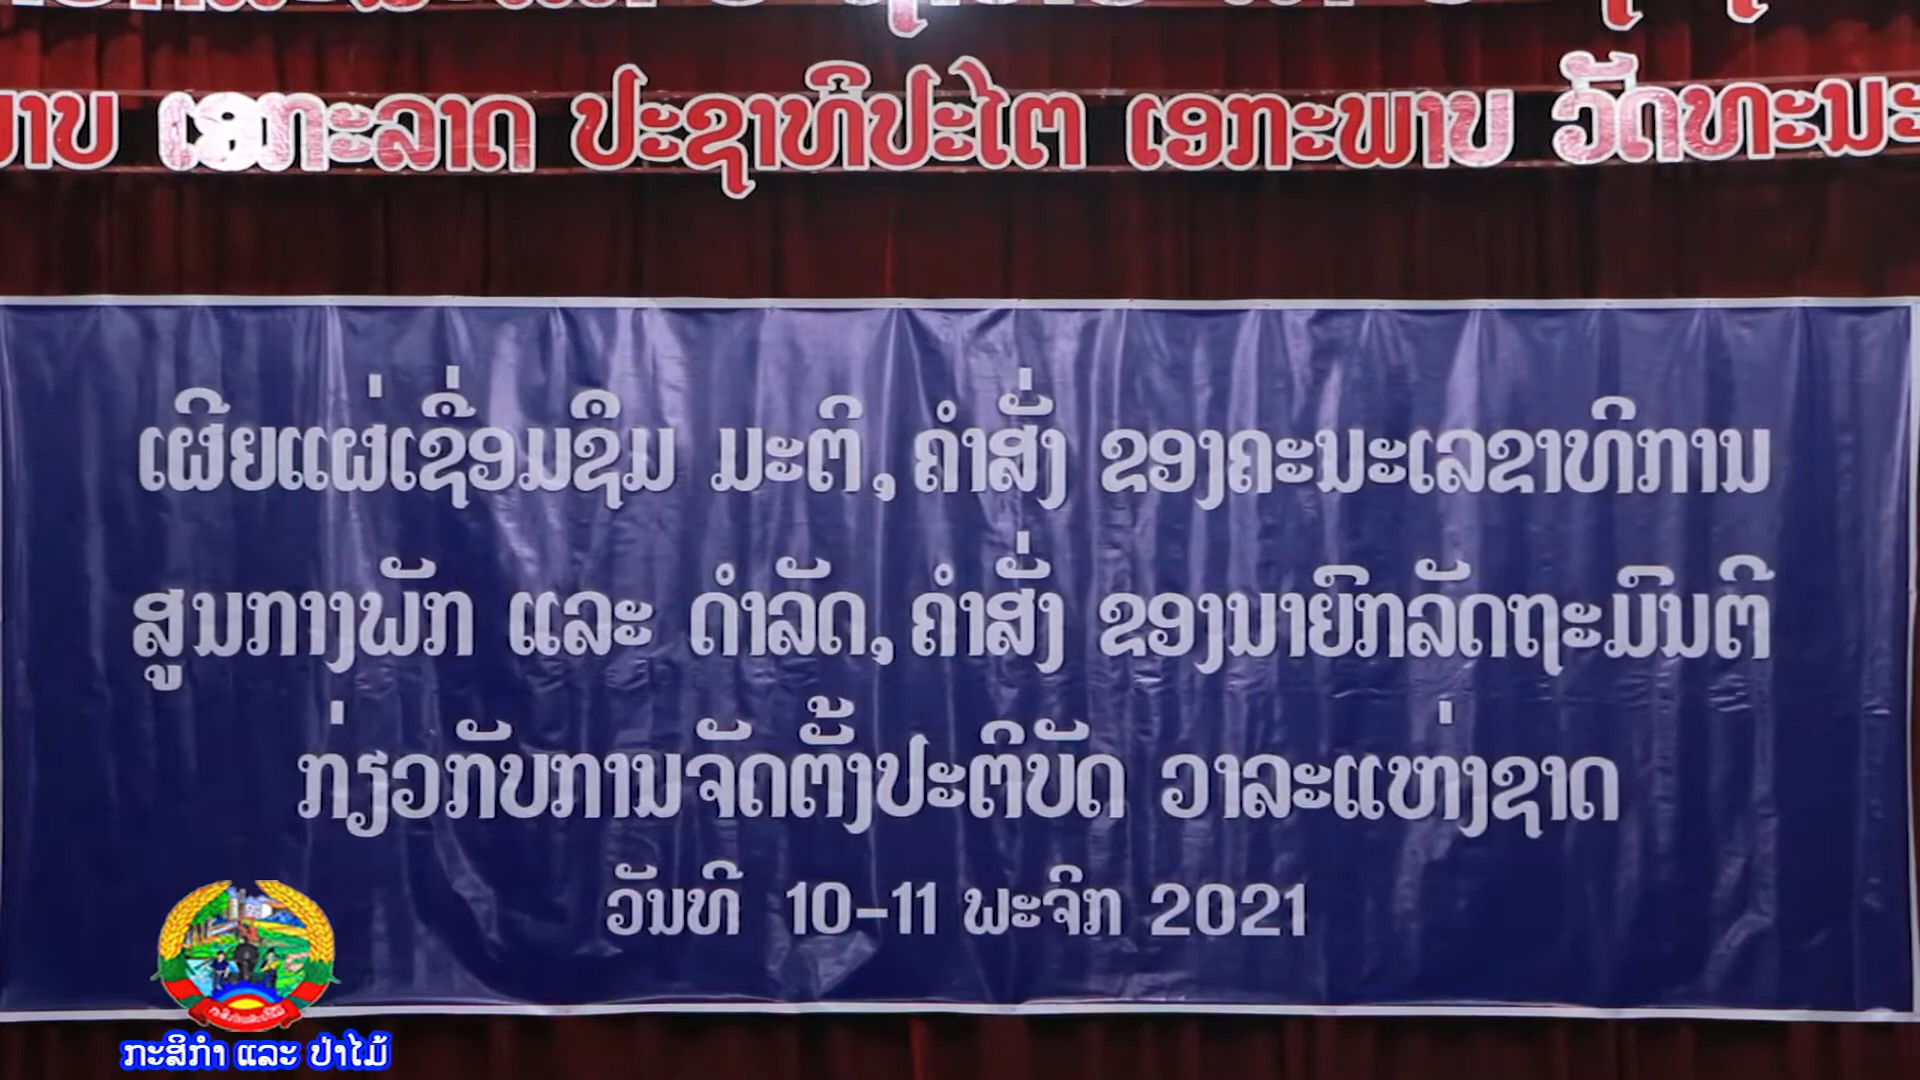 ເອກະລາດ ປະຊາທິປະໄຕ ເອກະພາບ ວັດທະນະ
ເຜີຍແຜ່ເຊື່ອມຊຶມ ມະຕິ, ຄຳສັ່ງ ຂອງຄະນະເລຂາທິການ
ສູນກາງພັກ ແລະ ດຳລັດ, ຄຳສັ່ງ ຂອງນາຍົກລັດຖະມົນຕີ
ກ່ຽວກັບການຈັດຕັ້ງປະຕິບັດ ວາລະແຫ່ງຊາດ
ວັນທີ 10-11 ພະຈິກ 2021
ກະສິກຳ ແລະ ປ່າໄມ້